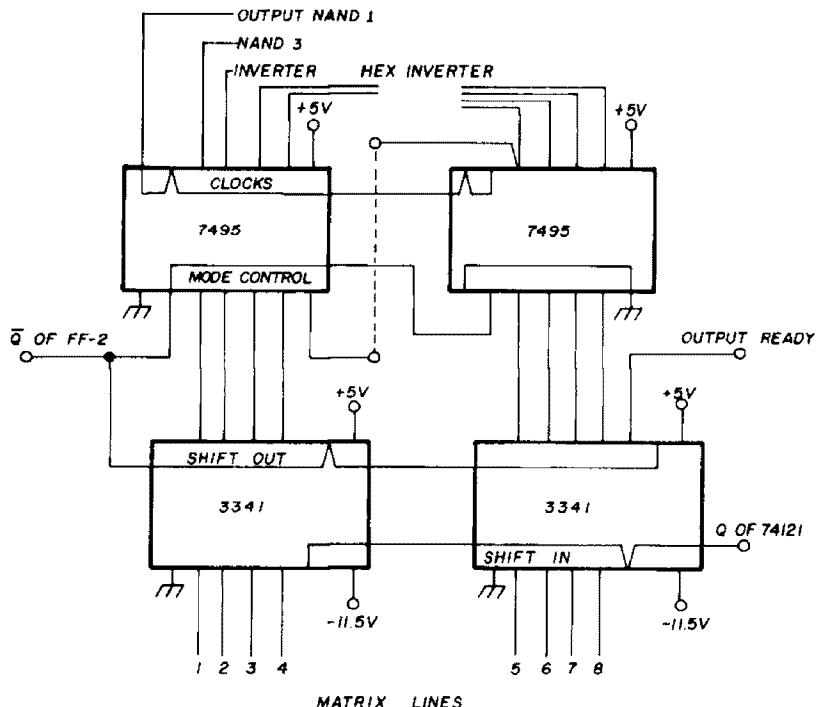 OUTPUT NAND 1
NAND 3
INVERTER HEX INVERTER
+5V +5V
CLOCKS
7495 7495
MODE CONTROL
Q̅ OF FF-2
OUTPUT READY
+5V +5V
SHIFT OUT
3341 3341
Q OF 74121
SHIFT IN
-11.5V -11.5V
1 2 3 4 5 6 7 8
MATRIX LINES